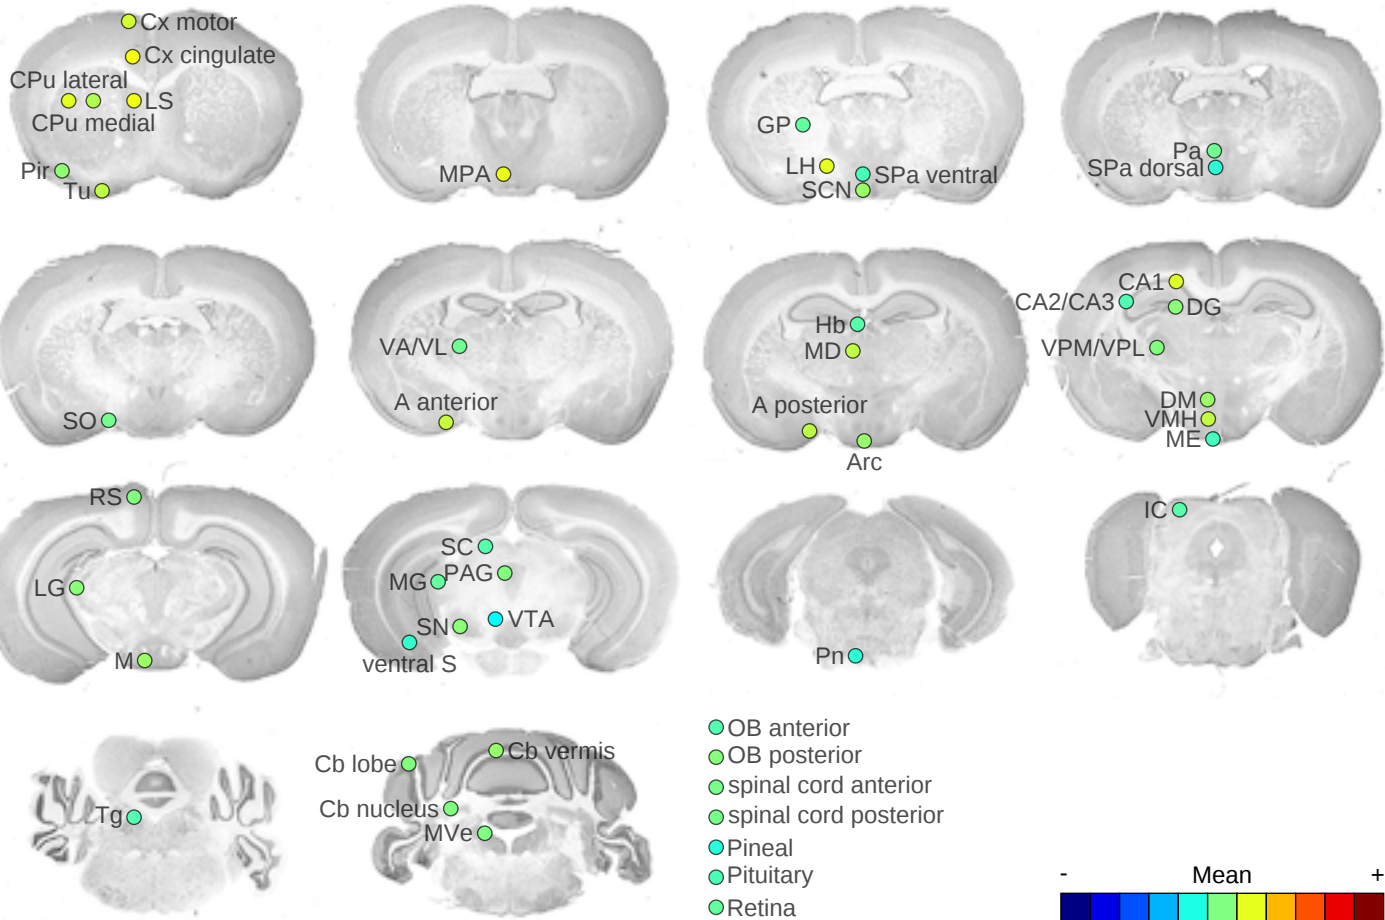 Cx motor
Cx cingulate
CPu lateral
LS
CPu medial
Pir
Tu
MPA
GP
LH
SPa ventral
SCN
Pa
SPa dorsal
SO
VA/VL
A anterior
Hb
MD
A posterior
Arc
CA1
CA2/CA3
DG
VPM/VPL
DM
VMH
ME
RS
LG
M
SC
MG
PAG
SN
VTA
ventral S
Pn
IC
Tg
Cb lobe
Cb vermis
Cb nucleus
MVe
OB anterior
OB posterior
spinal cord anterior
spinal cord posterior
Pineal
Pituitary
Retina
- Mean +